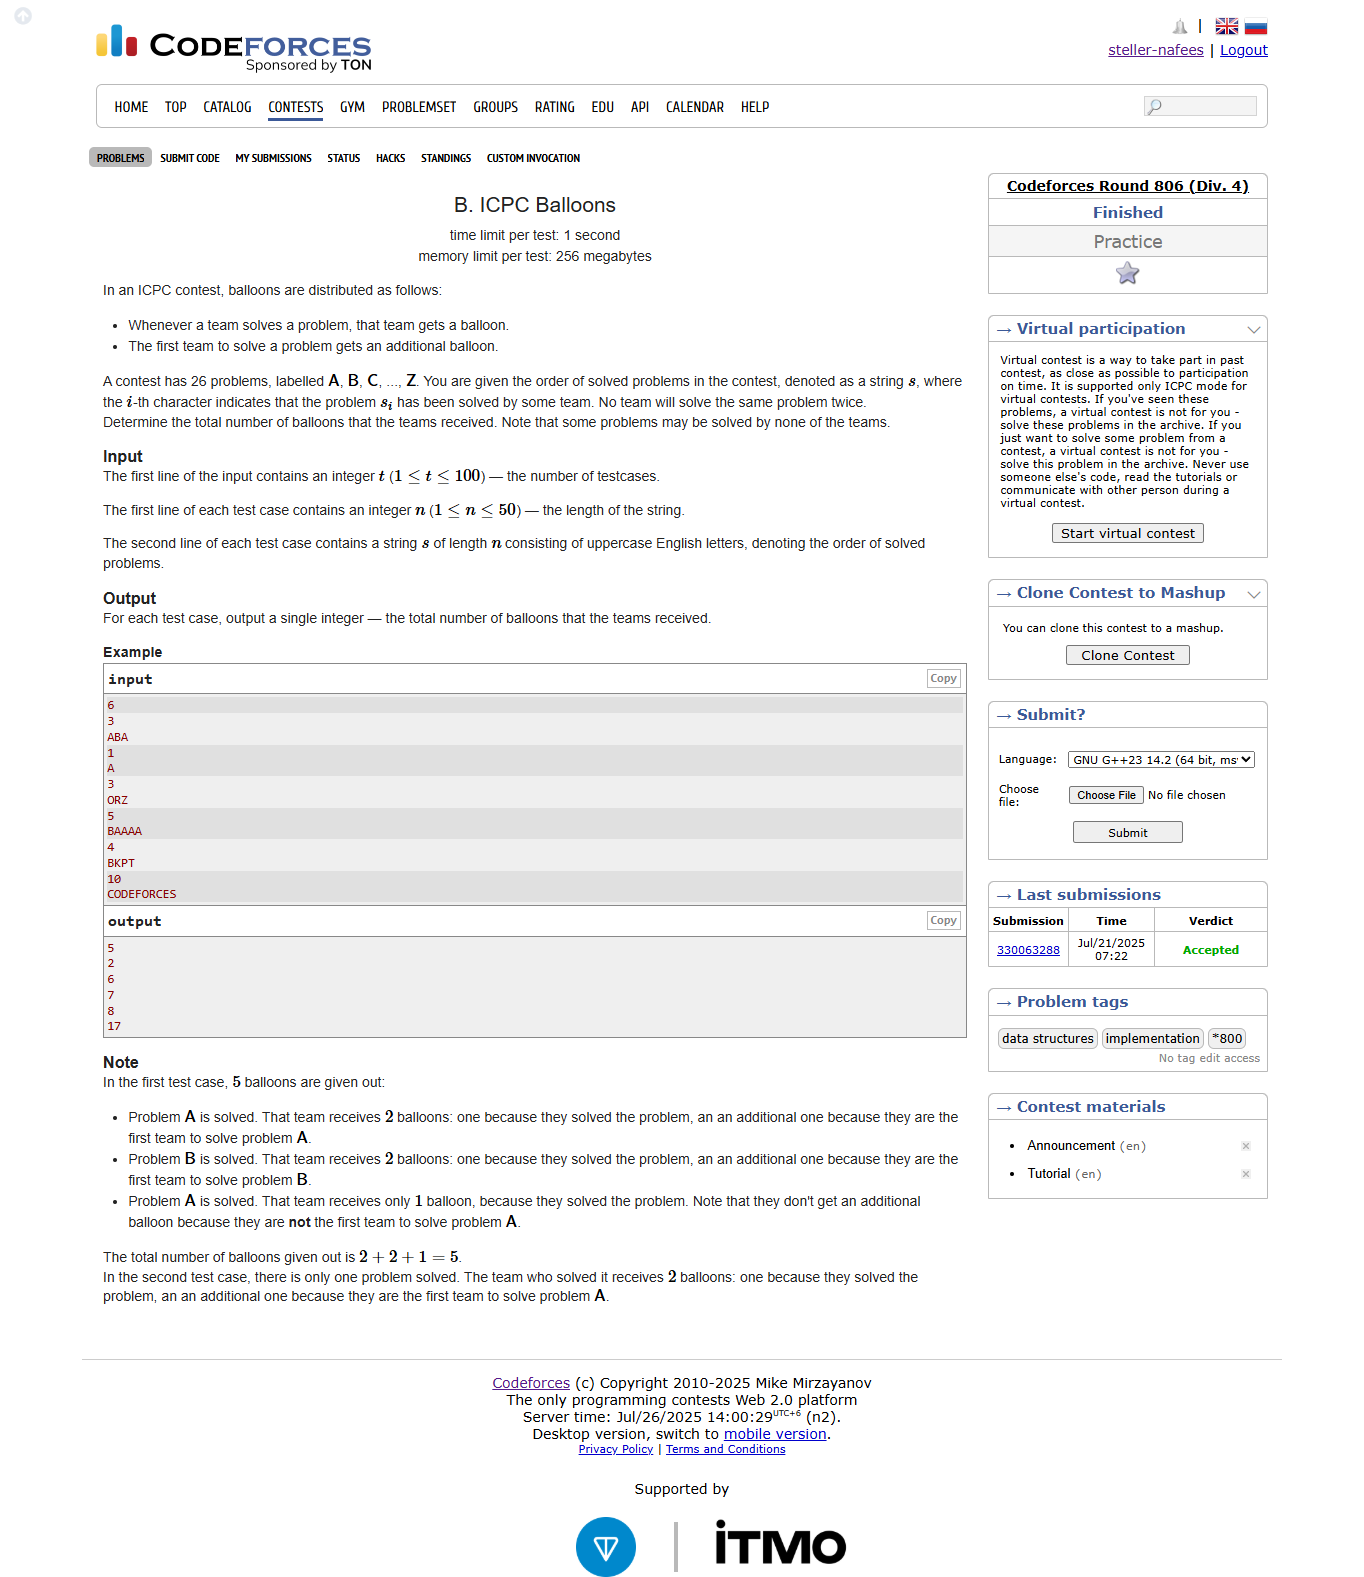 CODEFORCES
Sponsored by TON
|
steller-nafees | Logout
HOME TOP CATALOG CONTESTS GYM PROBLEMSET GROUPS RATING EDU API CALENDAR HELP
PROBLEMS SUBMIT CODE MY SUBMISSIONS STATUS HACKS STANDINGS CUSTOM INVOCATION
B. ICPC Balloons
time limit per test: 1 second
memory limit per test: 256 megabytes
In an ICPC contest, balloons are distributed as follows:
• Whenever a team solves a problem, that team gets a balloon.
• The first team to solve a problem gets an additional balloon.
A contest has 26 problems, labelled A, B, C, ..., Z. You are given the order of solved problems in the contest, denoted as a string s, where
the i-th character indicates that the problem s_i has been solved by some team. No team will solve the same problem twice.
Determine the total number of balloons that the teams received. Note that some problems may be solved by none of the teams.
Input
The first line of the input contains an integer t (1 ≤ t ≤ 100) — the number of testcases.
The first line of each test case contains an integer n (1 ≤ n ≤ 50) — the length of the string.
The second line of each test case contains a string s of length n consisting of uppercase English letters, denoting the order of solved
problems.
Output
For each test case, output a single integer — the total number of balloons that the teams received.
Example
input Copy
6
3
ABA
1
A
3
ORZ
5
BAAAA
4
BKPT
10
CODEFORCES
output Copy
5
2
6
7
8
17
Note
In the first test case, 5 balloons are given out:
• Problem A is solved. That team receives 2 balloons: one because they solved the problem, an an additional one because they are the
first team to solve problem A.
• Problem B is solved. That team receives 2 balloons: one because they solved the problem, an an additional one because they are the
first team to solve problem B.
• Problem A is solved. That team receives only 1 balloon, because they solved the problem. Note that they don't get an additional
balloon because they are not the first team to solve problem A.
The total number of balloons given out is 2 + 2 + 1 = 5.
In the second test case, there is only one problem solved. The team who solved it receives 2 balloons: one because they solved the
problem, an an additional one because they are the first team to solve problem A.
Codeforces Round 806 (Div. 4)
Finished
Practice
→ Virtual participation
Virtual contest is a way to take part in past
contest, as close as possible to participation
on time. It is supported only ICPC mode for
virtual contests. If you've seen these
problems, a virtual contest is not for you -
solve these problems in the archive. If you
just want to solve some problem from a
contest, a virtual contest is not for you -
solve this problem in the archive. Never use
someone else's code, read the tutorials or
communicate with other person during a
virtual contest.
Start virtual contest
→ Clone Contest to Mashup
You can clone this contest to a mashup.
Clone Contest
→ Submit?
Language: GNU G++23 14.2 (64 bit, ms
Choose
file: Choose File No file chosen
Submit
→ Last submissions
Submission Time Verdict
330063288 Jul/21/2025
07:22 Accepted
→ Problem tags
data structures implementation *800
No tag edit access
→ Contest materials
• Announcement (en)
• Tutorial (en)
Codeforces (c) Copyright 2010-2025 Mike Mirzayanov
The only programming contests Web 2.0 platform
Server time: Jul/26/2025 14:00:29UTC+6 (n2).
Desktop version, switch to mobile version.
Privacy Policy | Terms and Conditions
Supported by
iTMO